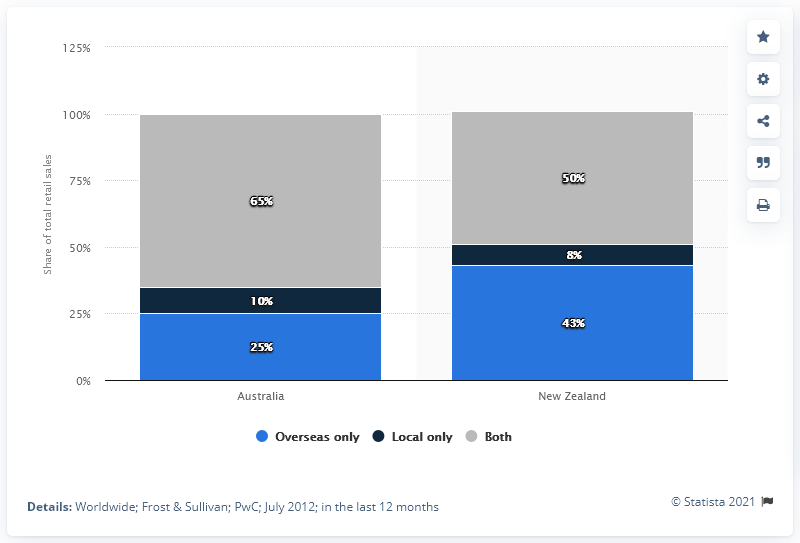 125%
100%
75%
50%
25%
0%
Share of total retail sales
65%
10%
25%
50%
8%
43%
Australia
New Zealand
Overseas only
Local only
Both
Details: Worldwide; Frost & Sullivan; PwC; July 2012; in the last 12 months
© Statista 2021